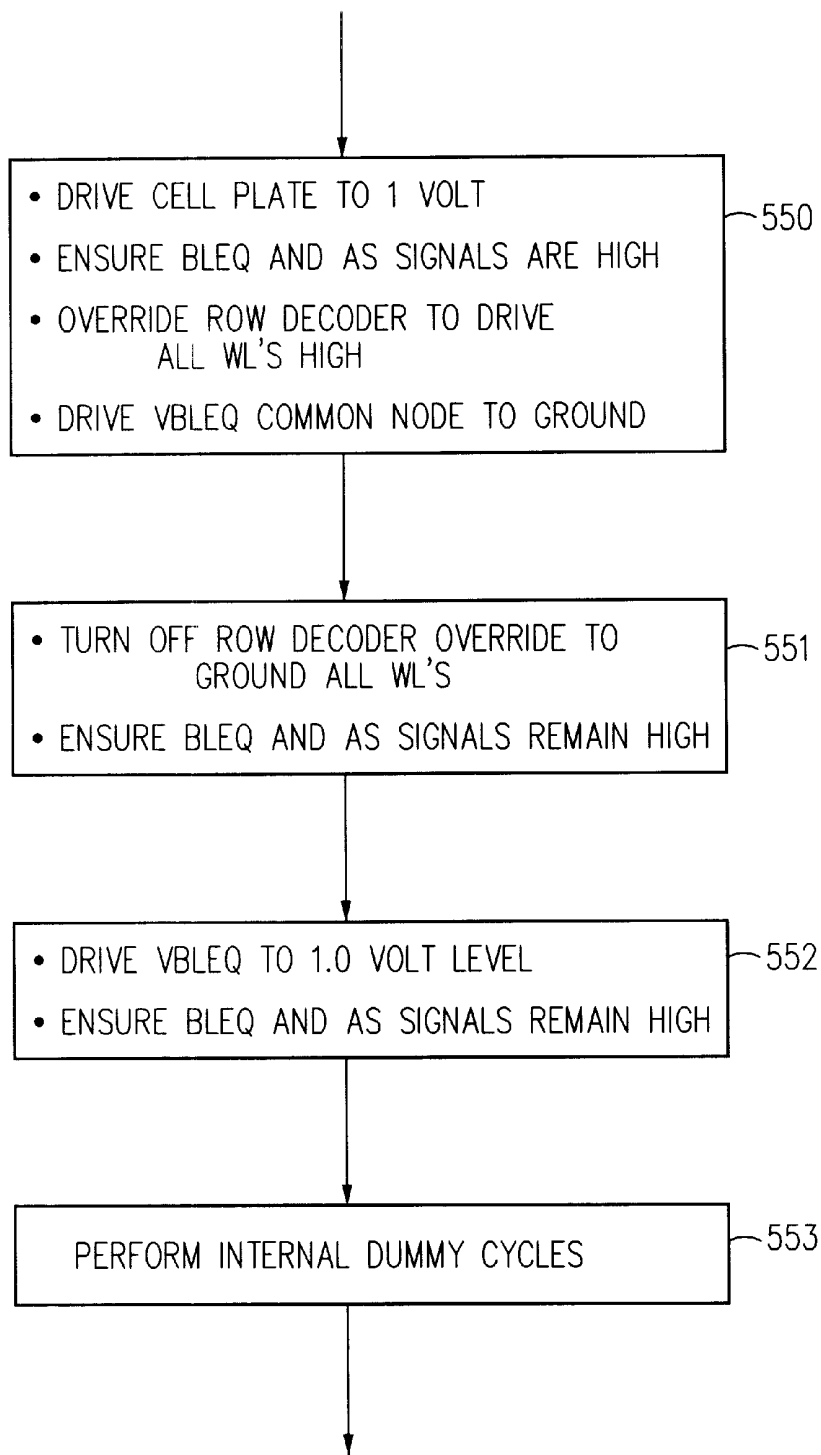 • DRIVE CELL PLATE TO 1 VOLT
• ENSURE BLEQ AND AS SIGNALS ARE HIGH
• OVERRIDE ROW DECODER TO DRIVE
ALL WL'S HIGH
• DRIVE VBLEQ COMMON NODE TO GROUND
550
• TURN OFF ROW DECODER OVERRIDE TO
GROUND ALL WL'S
• ENSURE BLEQ AND AS SIGNALS REMAIN HIGH
551
• DRIVE VBLEQ TO 1.0 VOLT LEVEL
• ENSURE BLEQ AND AS SIGNALS REMAIN HIGH
552
PERFORM INTERNAL DUMMY CYCLES
553